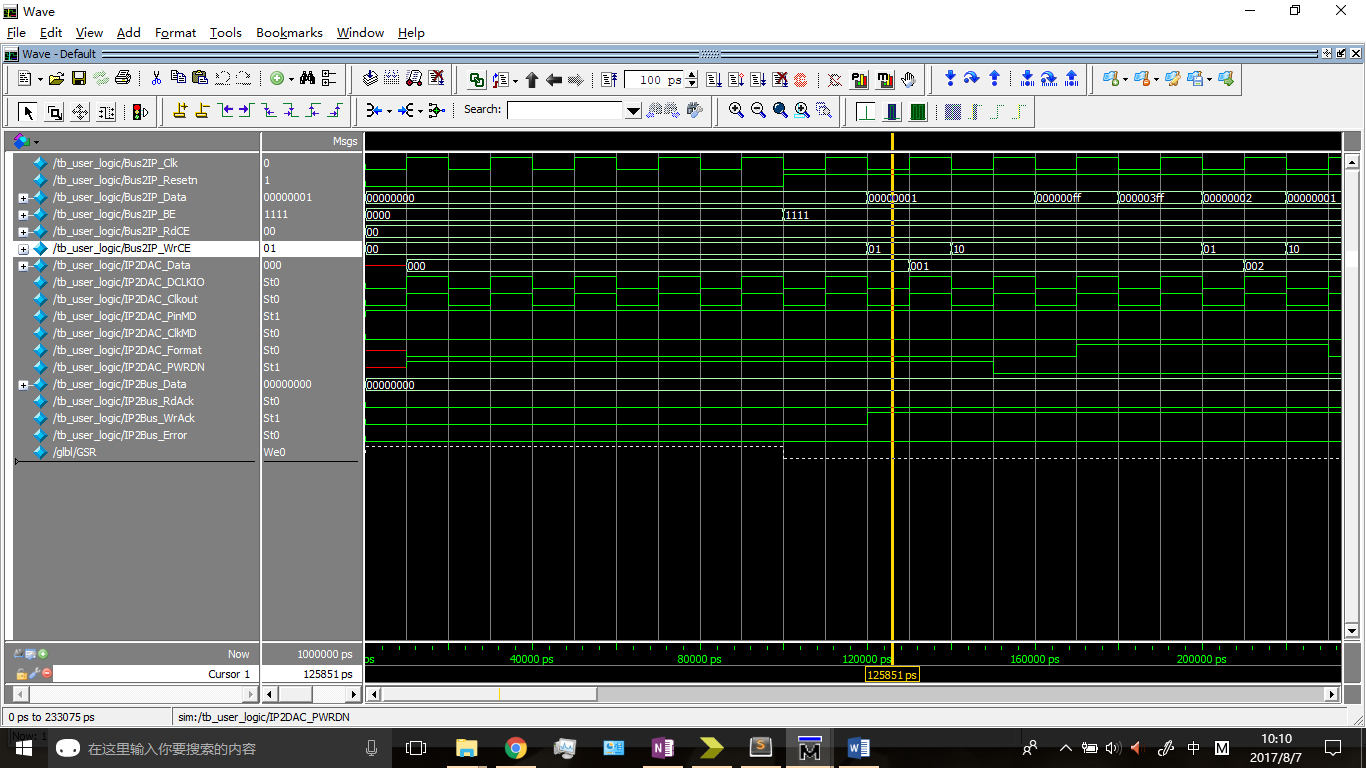 Wave
File Edit View Add Format Tools Bookmarks Window Help
Wave - Default
100 ps
Search:
Msgs
/tb_user_logic/Bus2IP_Clk 0
/tb_user_logic/Bus2IP_Resetn 1
/tb_user_logic/Bus2IP_Data 00000001 00000000 00000001 000000ff 000003ff 00000002 00000001
/tb_user_logic/Bus2IP_BE 1111 0000 1111
/tb_user_logic/Bus2IP_RdCE 00 00
/tb_user_logic/Bus2IP_WrCE 01 00 01 10 01 10
/tb_user_logic/IP2DAC_Data 000 000 001 002
/tb_user_logic/IP2DAC_DCLKIO St0
/tb_user_logic/IP2DAC_Clkout St0
/tb_user_logic/IP2DAC_PinMD St1
/tb_user_logic/IP2DAC_ClkMD St0
/tb_user_logic/IP2DAC_Format St0
/tb_user_logic/IP2DAC_PWRDN St1
/tb_user_logic/IP2Bus_Data 00000000 00000000
/tb_user_logic/IP2Bus_RdAck St0
/tb_user_logic/IP2Bus_WrAck St1
/tb_user_logic/IP2Bus_Error St0
/glbl/GSR We0
Now 1000000 ps ps 40000 ps 80000 ps 120000 ps 160000 ps 200000 ps
Cursor 1 125851 ps 125851 ps
0 ps to 233075 ps sim:/tb_user_logic/IP2DAC_PWRDN
在这里输入你要搜索的内容
中 M
10:10
2017/8/7